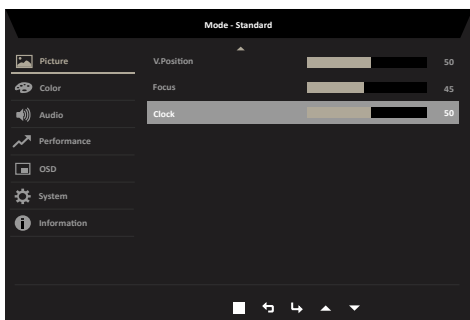 Mode - Standard
Picture
V.Position 50
Color
Focus 45
Audio
Clock 50
Performance
OSD
System
Information